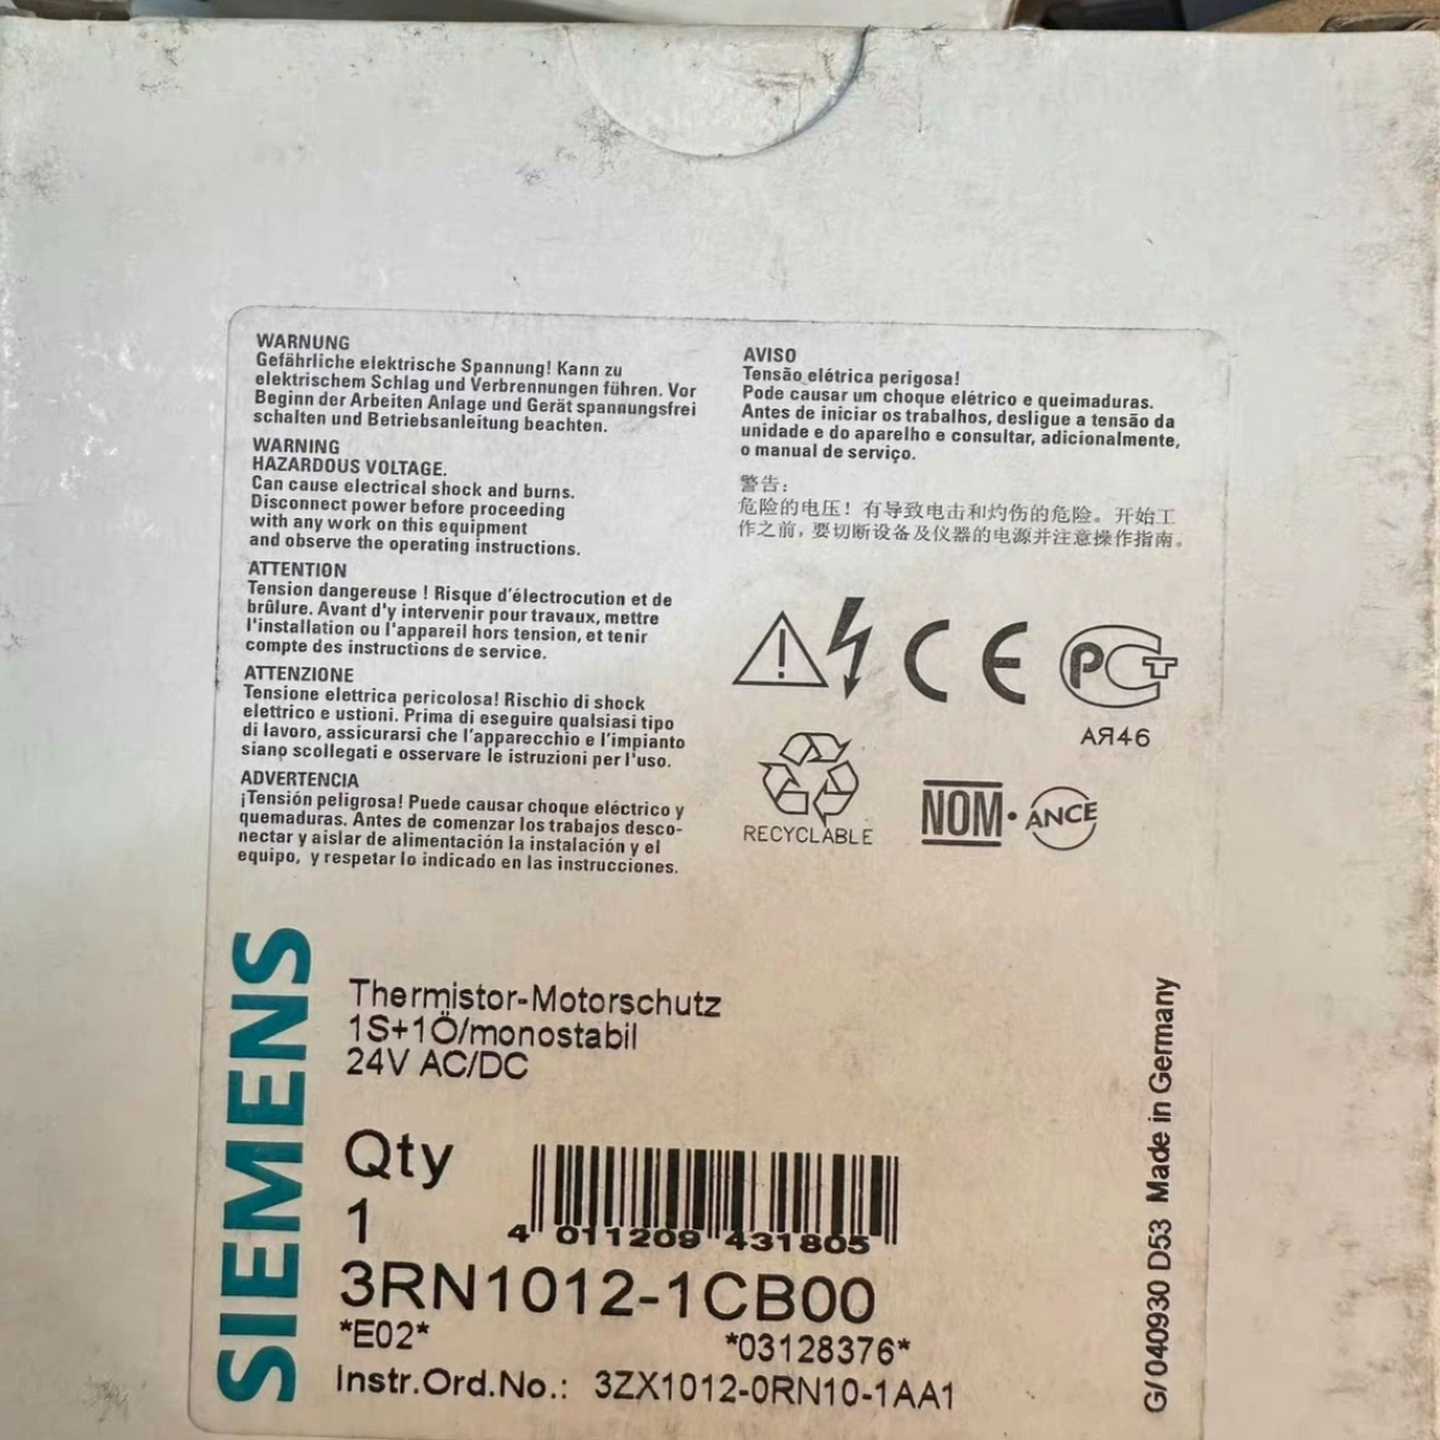 WARNUNG
Gefährliche elektrische Spannung! Kann zu
elektrischem Schlag und Verbrennungen führen. Vor
Beginn der Arbeiten Anlage und Gerät spannungsfrei
schalten und Betriebsanleitung beachten.
WARNING
HAZARDOUS VOLTAGE.
Can cause electrical shock and burns.
Disconnect power before proceeding
with any work on this equipment
and observe the operating instructions.
ATTENTION
Tension dangereuse ! Risque d'électrocution et de
brûlure. Avant d'y intervenir pour travaux, mettre
l'installation ou l'appareil hors tension, et tenir
compte des instructions de service.
ATTENZIONE
Tensione elettrica pericolosa! Rischio di shock
elettrico e ustioni. Prima di eseguire qualsiasi tipo
di lavoro, assicurarsi che l'apparecchio e l'impianto
siano scollegati e osservare le istruzioni per l'uso.
ADVERTENCIA
¡Tensión peligrosa! Puede causar choque eléctrico y
quemaduras. Antes de comenzar los trabajos desco-
nectar y aislar de alimentación la instalación y el
equipo, y respetar lo indicado en las instrucciones.
AVISO
Tensão elétrica perigosa!
Pode causar um choque elétrico e queimaduras.
Antes de iniciar os trabalhos, desligue a tensão da
unidade e do aparelho e consultar, adicionalmente,
o manual de serviço.
警告：
危险的电压！有导致电击和灼伤的危险。开始工
作之前，要切断设备及仪器的电源并注意操作指南。
CE
РСТ
АЯ46
RECYCLABLE
NOM·ANCE
SIEMENS
Thermistor-Motorschutz
1S+1Ö/monostabil
24V AC/DC
Qty
1
4 011209 431805
3RN1012-1CB00
*E02* *03128376*
Instr.Ord.No.: 3ZX1012-0RN10-1AA1
G/040930 D53 Made in Germany